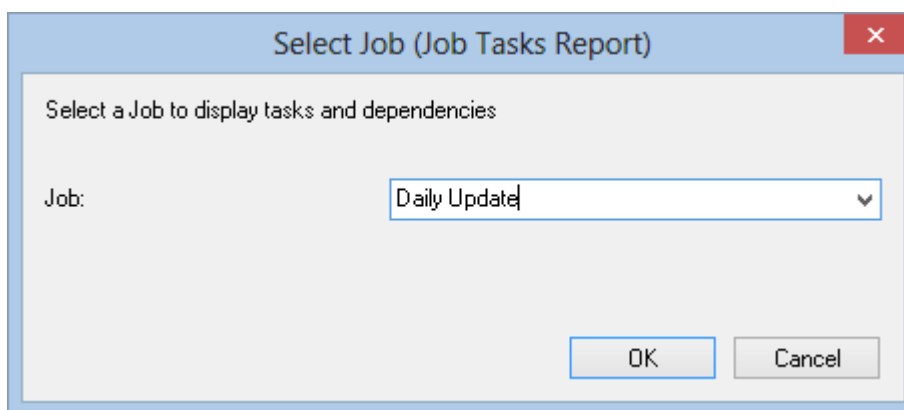 Select Job (Job Tasks Report)
Select a Job to display tasks and dependencies
Job:
Daily Update
OK
Cancel